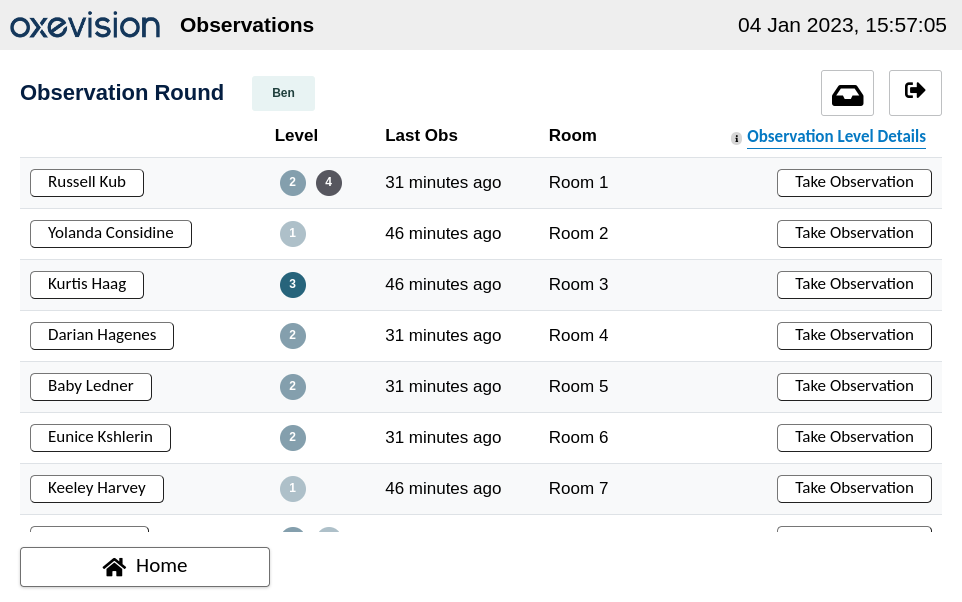 oxevision Observations 04 Jan 2023, 15:57:05
Observation Round Ben
Level Last Obs Room i Observation Level Details
Russell Kub 2 4 31 minutes ago Room 1 Take Observation
Yolanda Considine 1 46 minutes ago Room 2 Take Observation
Kurtis Haag 3 46 minutes ago Room 3 Take Observation
Darian Hagenes 2 31 minutes ago Room 4 Take Observation
Baby Ledner 2 31 minutes ago Room 5 Take Observation
Eunice Kshlerin 2 31 minutes ago Room 6 Take Observation
Keeley Harvey 1 46 minutes ago Room 7 Take Observation
Home